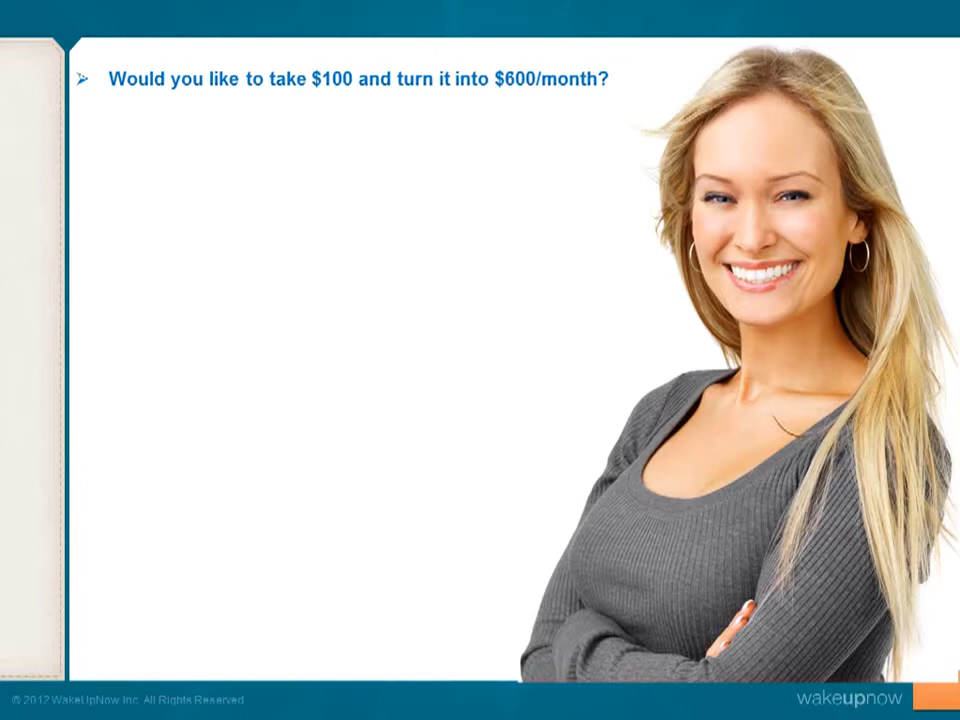 Would you like to take $100 and turn it into $600/month?
© 2012 WakeUpNow Inc. All Rights Reserved
wakeupnow